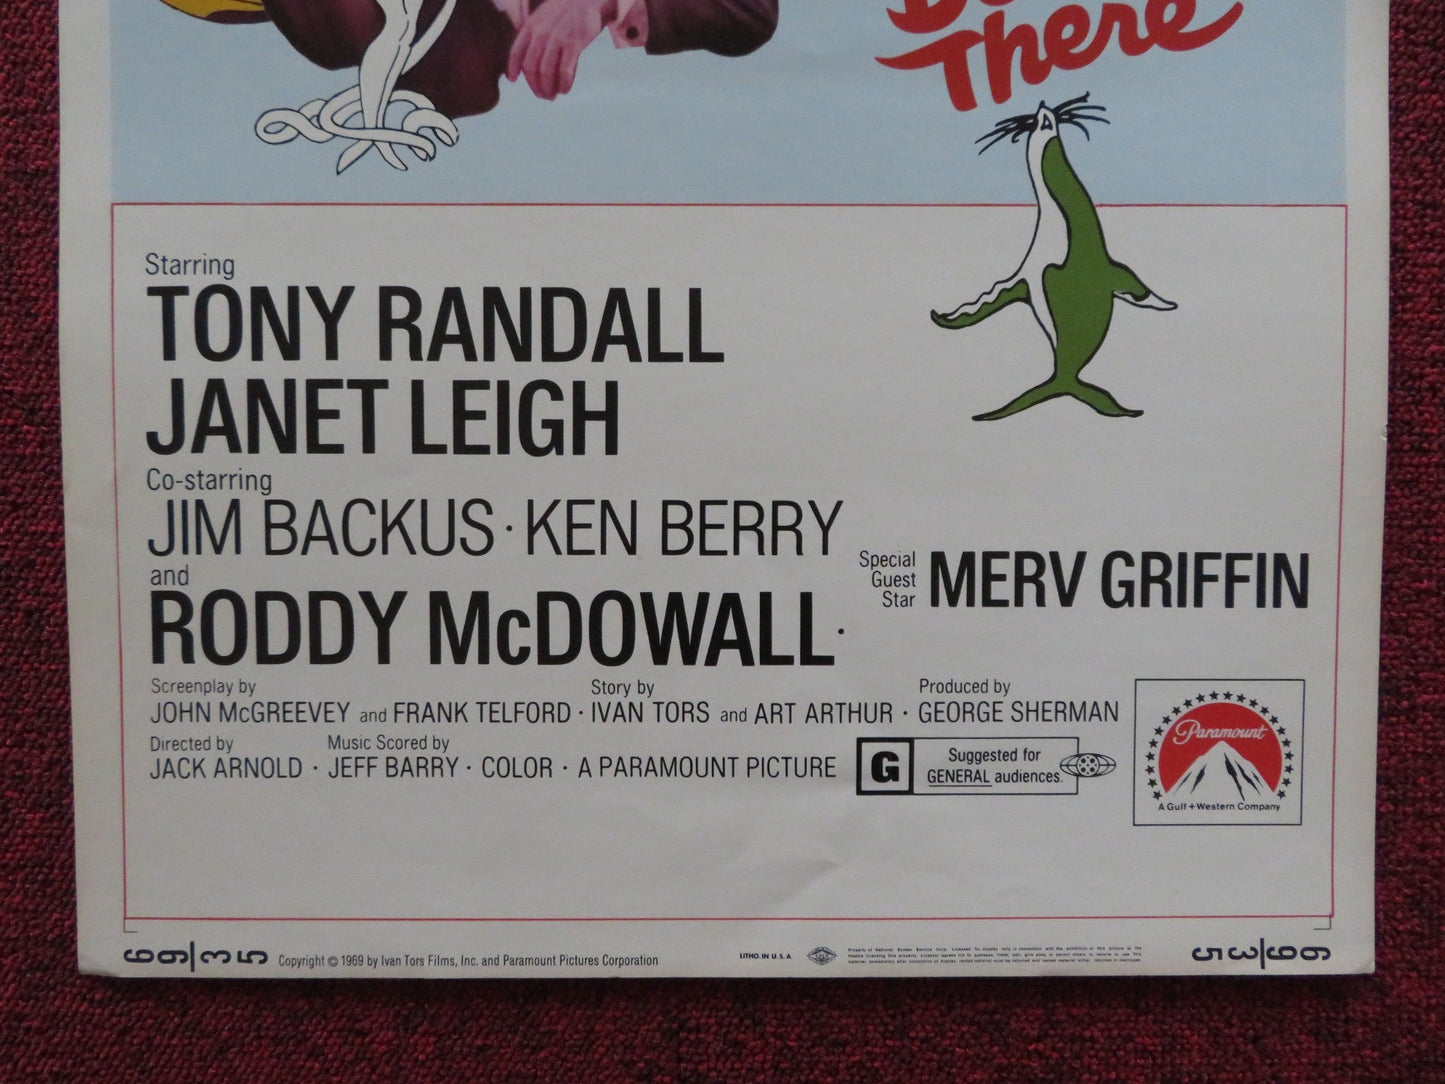 There
Starring
TONY RANDALL
JANET LEIGH
Co-starring
JIM BACKUS · KEN BERRY
and
RODDY McDOWALL ·
Special
Guest
Star
MERV GRIFFIN
Screenplay by
JOHN McGREEVEY and FRANK TELFORD ·
Story by
IVAN TORS and ART ARTHUR ·
Produced by
GEORGE SHERMAN
Directed by
JACK ARNOLD ·
Music Scored by
JEFF BARRY · COLOR · A PARAMOUNT PICTURE
G
Suggested for
GENERAL audiences.
Paramount
A Gulf + Western Company
69/35
Copyright © 1969 by Ivan Tors Films, Inc. and Paramount Pictures Corporation
LITHO. IN U.S.A.
69/35